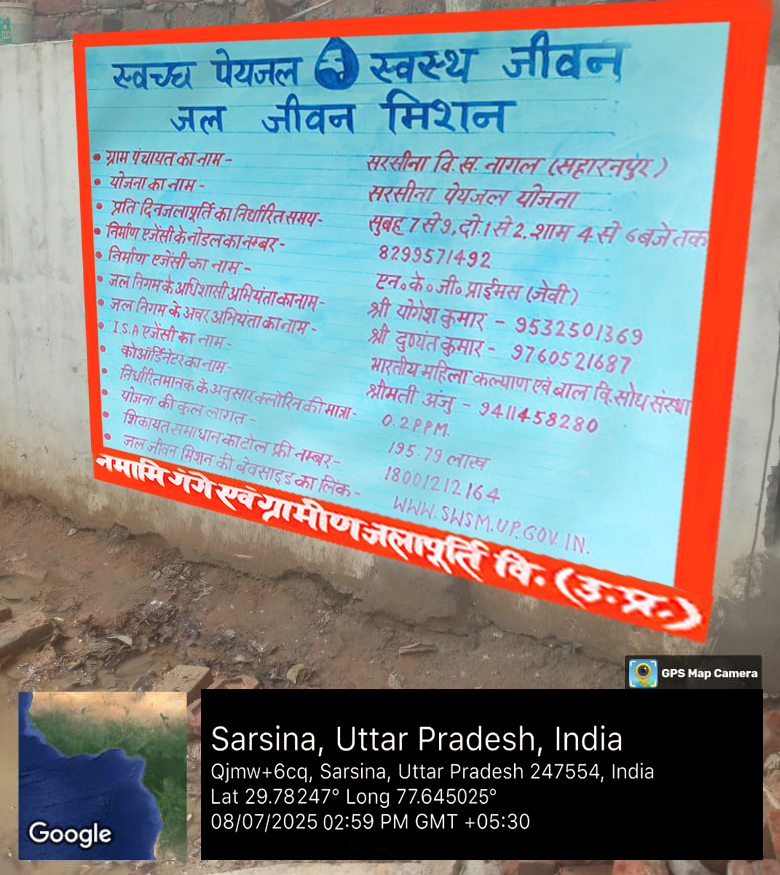 स्वच्छ पेयजल स्वस्थ जीवन
जल जीवन मिशन
• ग्राम पंचायत का नाम - सरसीना वि.ख. नागल (सहारनपुर)
• योजना का नाम - सरसीना पेयजल योजना
• प्रति दिन जलापूर्ति का निर्धारित समय- सुबह 7 से 9, दो. 1 से 2. शाम 4 से 6 बजे तक
• निर्माण एजेंसी के नोडल का नम्बर- 8299571492
• निर्माण एजेंसी का नाम - एन॰ के॰ जी॰ प्राईमस (जेवी)
• जल निगम के अधिशासी अभियंता का नाम- श्री योगेश कुमार - 9532501369
• जल निगम के अवर अभियंता का नाम - श्री दुष्यंत कुमार - 9760521687
• I.S.A एजेंसी का नाम - भारतीय महिला कल्याण एवं बाल वि. सोध संस्था
• कोऑर्डिनेटर का नाम- श्रीमती अंजु - 9411458280
• निर्धारित मानक के अनुसार क्लोरिन की मात्रा- 0.2 PPM.
• योजना की कुल लागत - 195.79 लाख
• शिकायत समाधान का टोल फ्री नम्बर- 18001212164
• जल जीवन मिशन की बेवसाइड का लिंक- WWW.SWSM.UP.GOV.IN.
नमामि गंगे एवं ग्रामीण जलापूर्ति वि. (उ.प्र.)
GPS Map Camera
Sarsina, Uttar Pradesh, India
Qjmw+6cq, Sarsina, Uttar Pradesh 247554, India
Lat 29.78247° Long 77.645025°
08/07/2025 02:59 PM GMT +05:30
Google